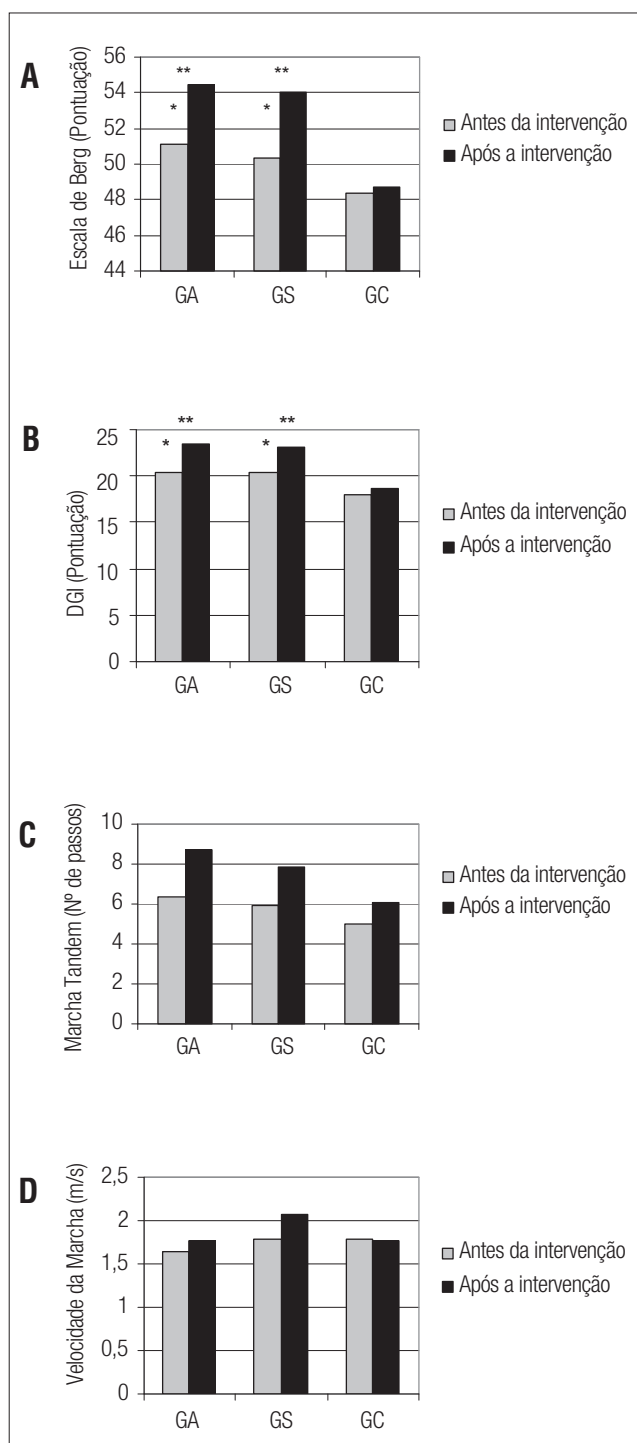 A
Escala de Berg (Pontuação)
56
54
52
50
48
46
44
** **
* *
GA GS GC
Antes da intervenção
Após a intervenção
B
DGI (Pontuação)
25
20
15
10
5
0
** **
* *
GA GS GC
Antes da intervenção
Após a intervenção
C
Marcha Tandem (Nº de passos)
10
8
6
4
2
0
GA GS GC
Antes da intervenção
Após a intervenção
D
Velocidade da Marcha (m/s)
2,5
2
1,5
1
0,5
0
GA GS GC
Antes da intervenção
Após a intervenção